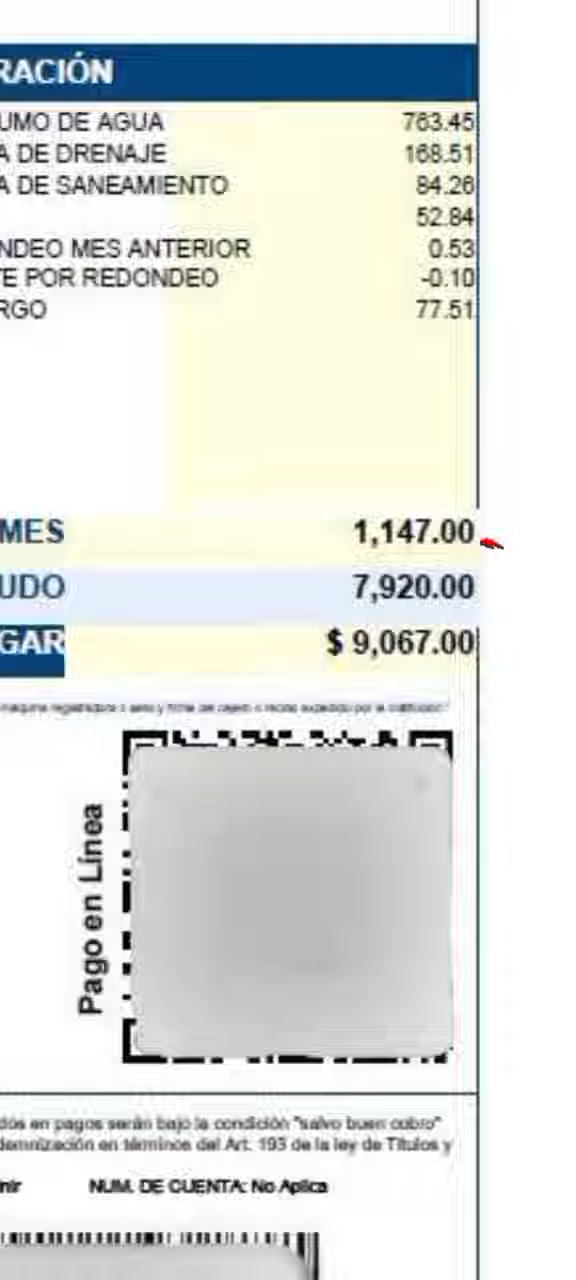 RACIÓN
UMO DE AGUA 763.45
A DE DRENAJE 168.51
A DE SANEAMIENTO 84.26
52.84
NDEO MES ANTERIOR 0.53
TE POR REDONDEO -0.10
RGO 77.51
MES 1,147.00
UDO 7,920.00
GAR $ 9,067.00
Pago en Línea
dos en pagos serán bajo la condición "salvo buen cobro"
demnización en términos del Art. 193 de la ley de Títulos y
nir NUM. DE CUENTA: No Aplica